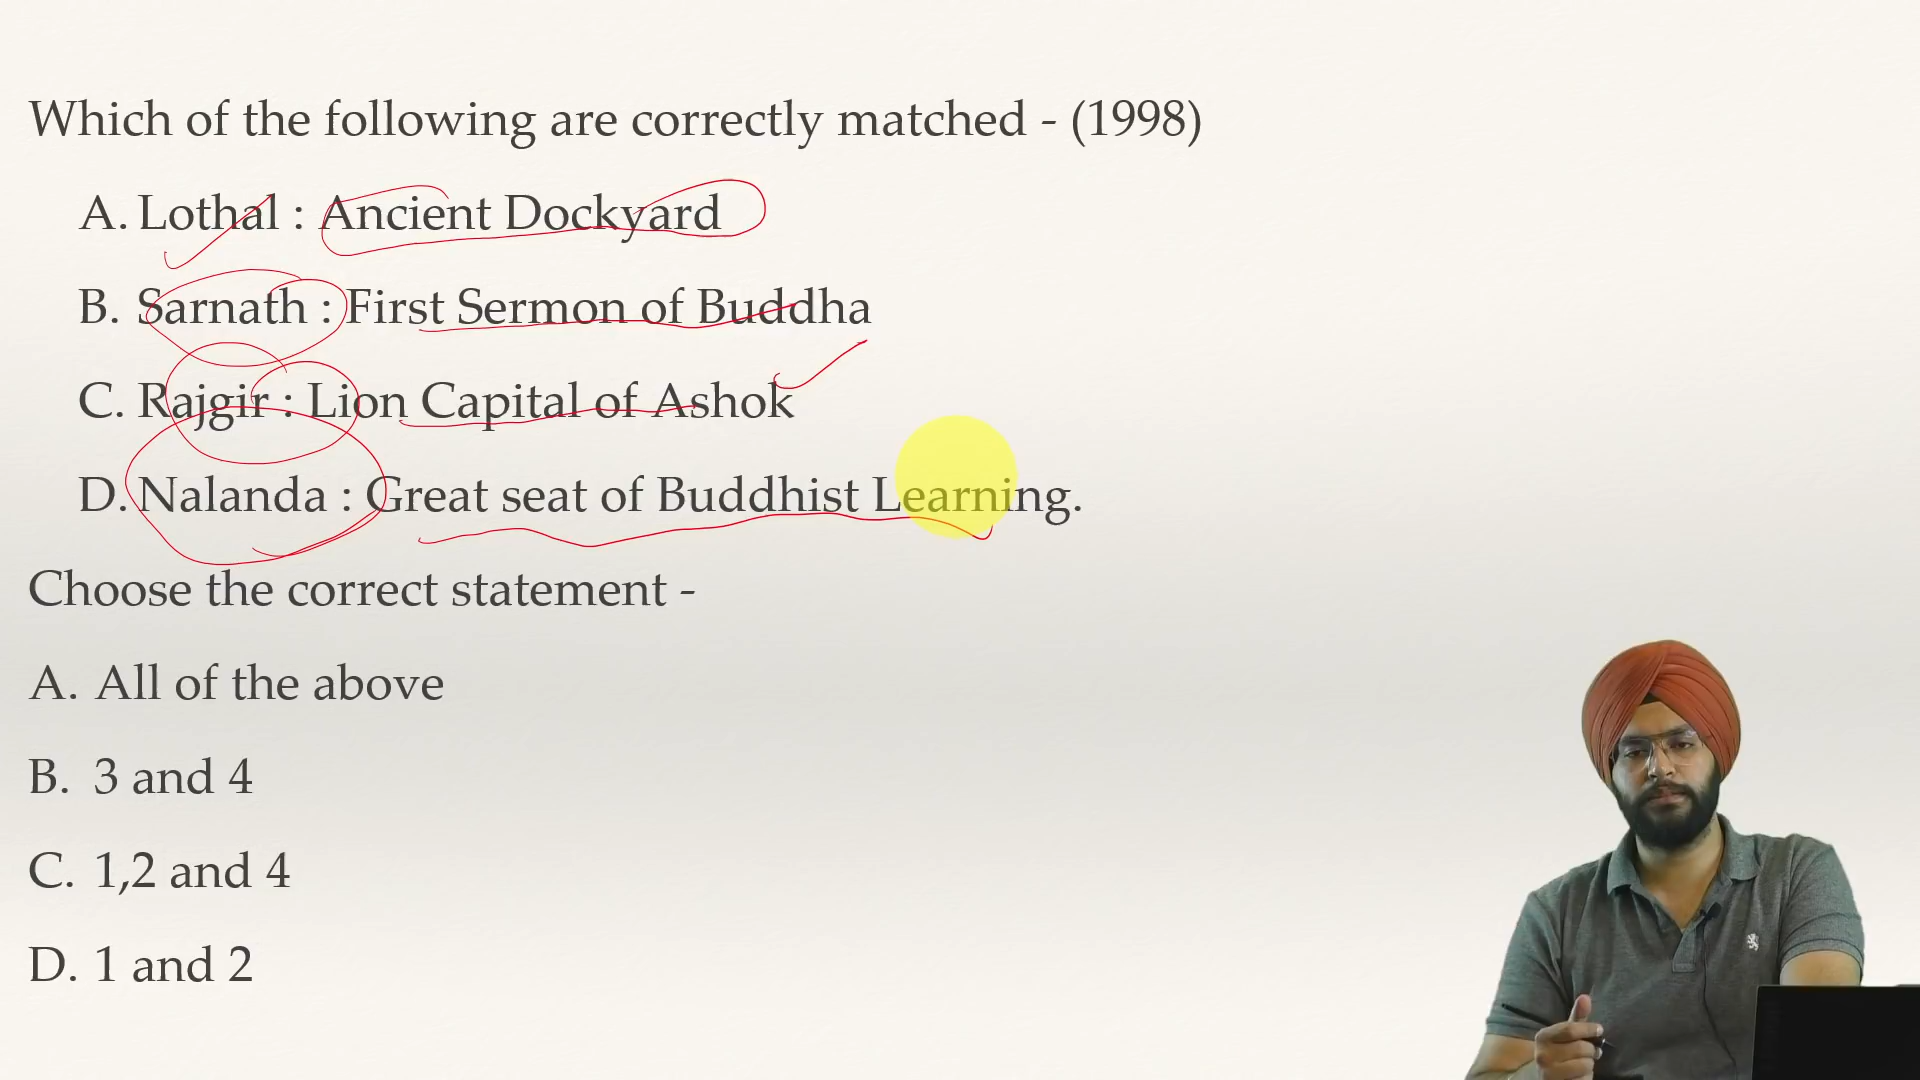 Which of the following are correctly matched - (1998)
A. Lothal : Ancient Dockyard
B. Sarnath : First Sermon of Buddha
C. Rajgir : Lion Capital of Ashok
D. Nalanda : Great seat of Buddhist Learning.
Choose the correct statement -
A. All of the above
B. 3 and 4
C. 1,2 and 4
D. 1 and 2